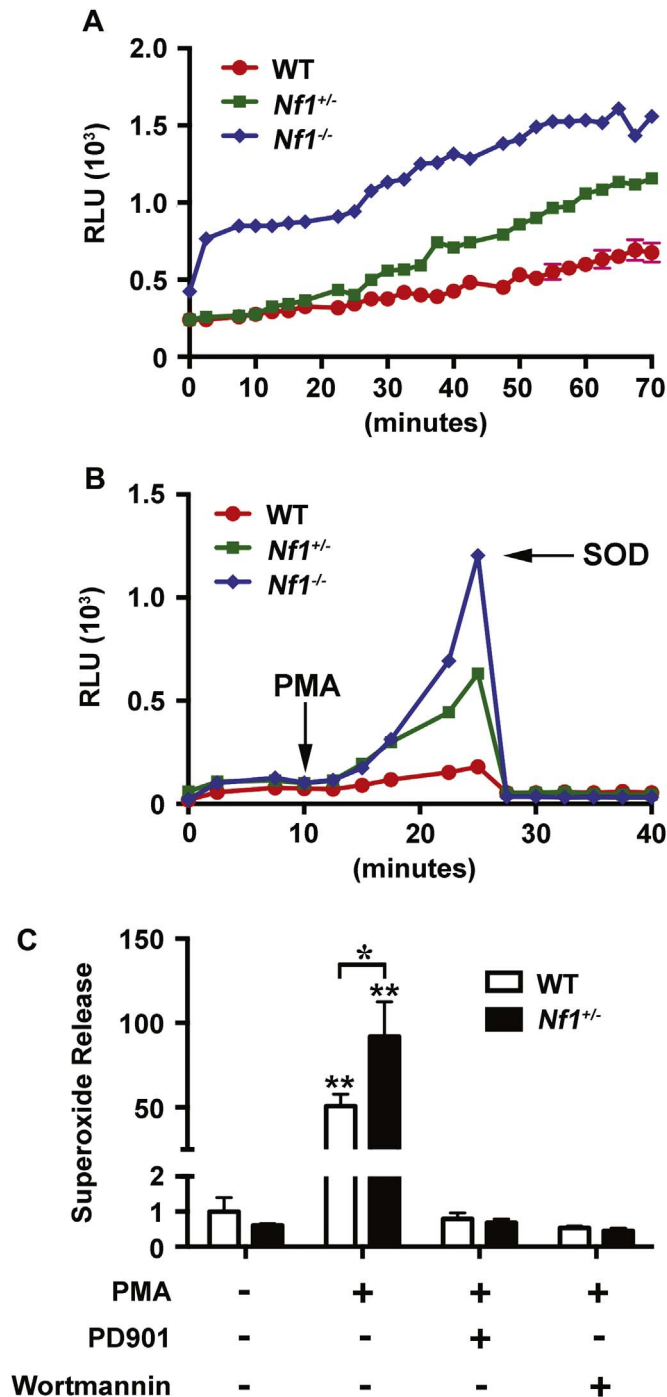 A
2.0
1.5
1.0
0.5
0
RLU (10³)
WT
Nf1+/-
Nf1-/-
0 10 20 30 40 50 60 70
(minutes)
B
1.5
1.0
0.5
0
RLU (10³)
WT
Nf1+/-
Nf1-/-
SOD
PMA
0 10 20 30 40
(minutes)
C
150
100
50
2
1
0
Superoxide Release
*
**
**
WT
Nf1+/-
PMA - + + +
PD901 - - + -
Wortmannin - - - +